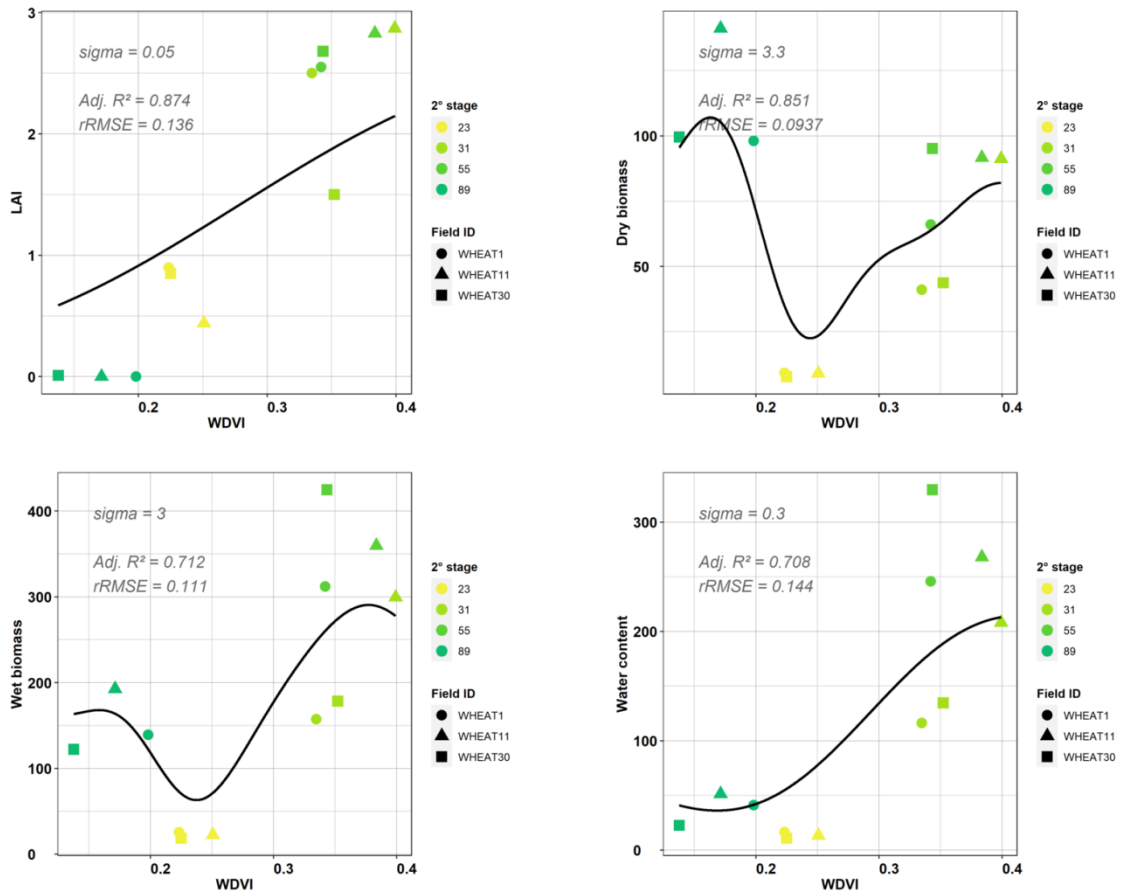 3
2
1
0
LAI
sigma = 0.05
Adj. R² = 0.874
rRMSE = 0.136
0.2
0.3
0.4
WDVI
2° stage
23
31
55
89
Field ID
WHEAT1
WHEAT11
WHEAT30
100
50
Dry biomass
sigma = 3.3
Adj. R² = 0.851
rRMSE = 0.0937
0.2
0.3
0.4
WDVI
2° stage
23
31
55
89
Field ID
WHEAT1
WHEAT11
WHEAT30
400
300
200
100
0
Wet biomass
sigma = 3
Adj. R² = 0.712
rRMSE = 0.111
0.2
0.3
0.4
WDVI
2° stage
23
31
55
89
Field ID
WHEAT1
WHEAT11
WHEAT30
300
200
100
0
Water content
sigma = 0.3
Adj. R² = 0.708
rRMSE = 0.144
0.2
0.3
0.4
WDVI
2° stage
23
31
55
89
Field ID
WHEAT1
WHEAT11
WHEAT30